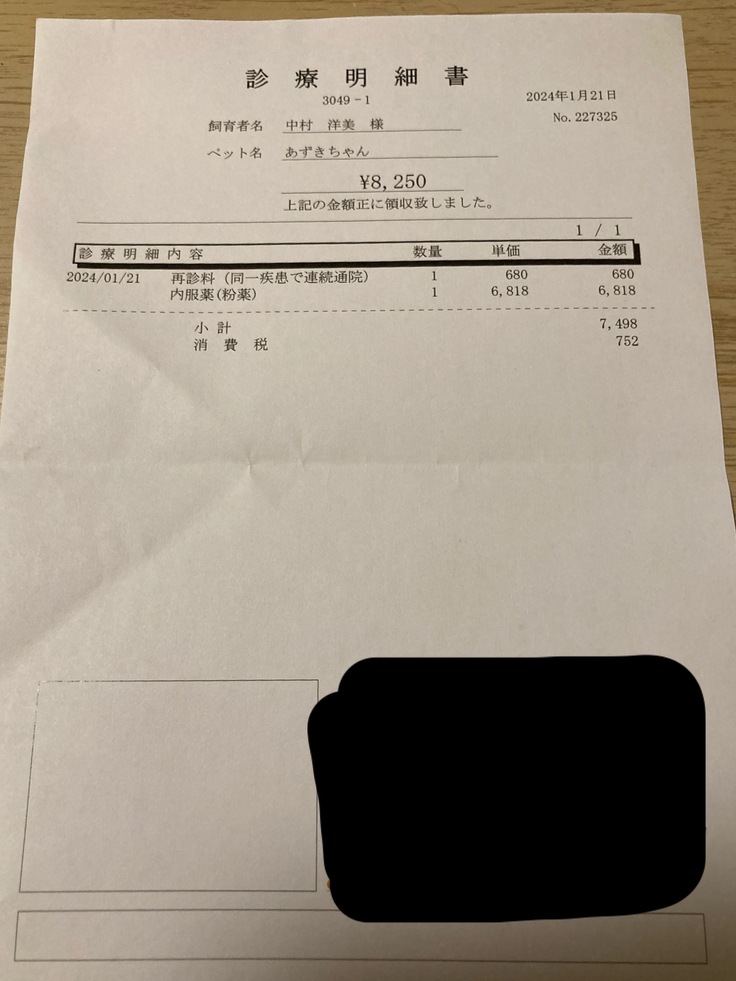 診療明細書
3049-1
2024年1月21日
No. 227325
飼育者名 中村 洋美 様
ペット名 あずきちゃん
¥8,250
上記の金額正に領収致しました。
1 / 1
診療明細内容 数量 単価 金額
2024/01/21 再診料 (同一疾患で連続通院) 1 680 680
内服薬(粉薬) 1 6,818 6,818
小計 7,498
消費税 752